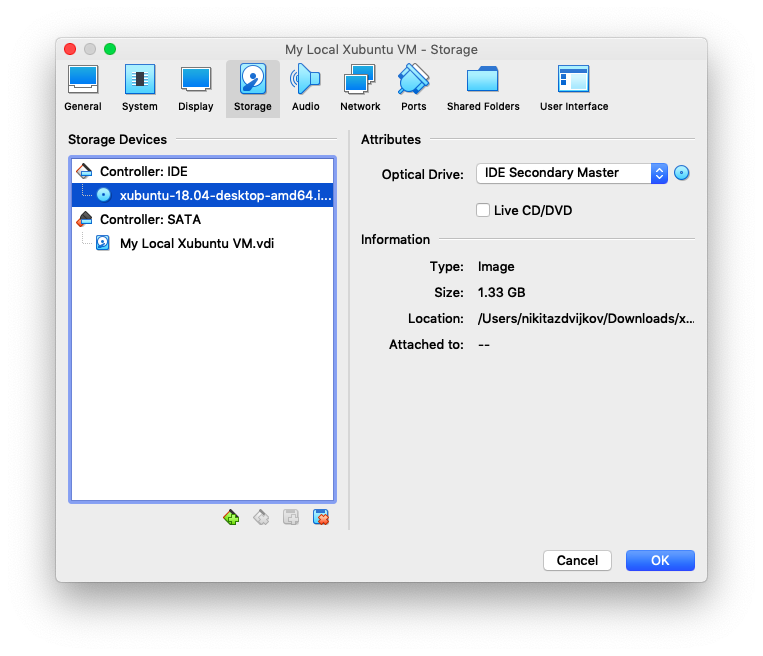 My Local Xubuntu VM - Storage
General System Display Storage Audio Network Ports Shared Folders User Interface
Storage Devices
Controller: IDE
xubuntu-18.04-desktop-amd64.i...
Controller: SATA
My Local Xubuntu VM.vdi
Attributes
Optical Drive: IDE Secondary Master
Live CD/DVD
Information
Type: Image
Size: 1.33 GB
Location: /Users/nikitazdvijkov/Downloads/x...
Attached to: --
Cancel OK